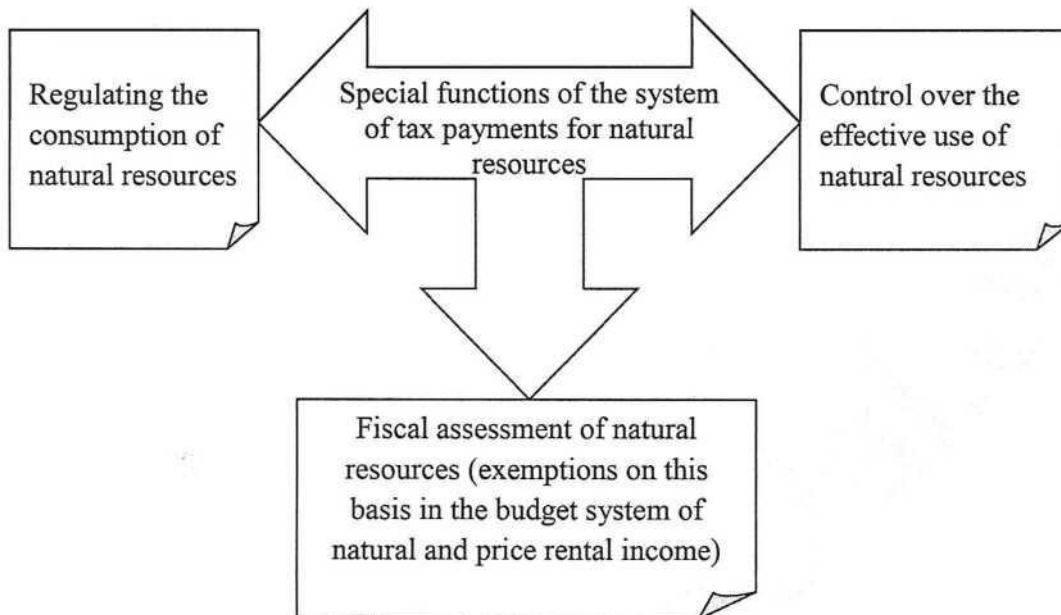 Regulating the
consumption of
natural resources
Special functions of the system
of tax payments for natural
resources
Control over the
effective use of
natural resources
Fiscal assessment of natural
resources (exemptions on this
basis in the budget system of
natural and price rental income)